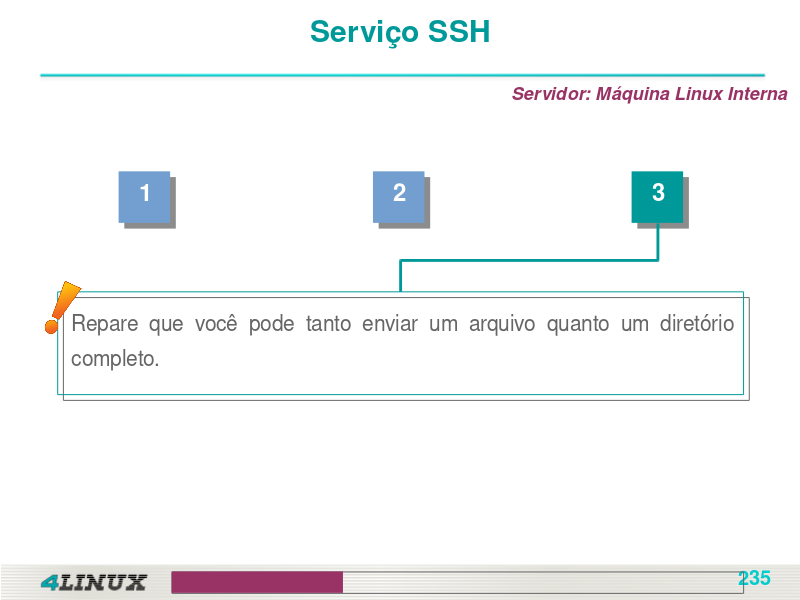 Serviço SSH
Servidor: Máquina Linux Interna
1 2 3
Repare que você pode tanto enviar um arquivo quanto um diretório
completo.
4LINUX
235